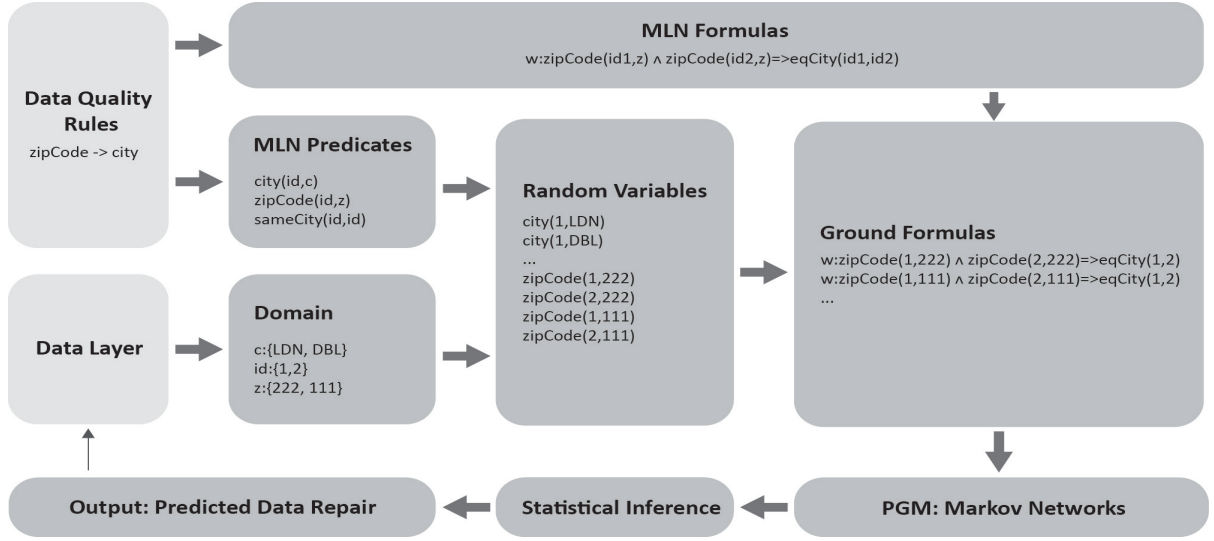 MLN Formulas
w:zipCode(id1,z) ∧ zipCode(id2,z)=>eqCity(id1,id2)
Data Quality
Rules
zipCode -> city
MLN Predicates
city(id,c)
zipCode(id,z)
sameCity(id,id)
Random Variables
city(1,LDN)
city(1,DBL)
...
zipCode(1,222)
zipCode(2,222)
zipCode(1,111)
zipCode(2,111)
Ground Formulas
w:zipCode(1,222) ∧ zipCode(2,222)=>eqCity(1,2)
w:zipCode(1,111) ∧ zipCode(2,111)=>eqCity(1,2)
...
Data Layer
Domain
c:{LDN, DBL}
id:{1,2}
z:{222, 111}
Output: Predicted Data Repair
Statistical Inference
PGM: Markov Networks